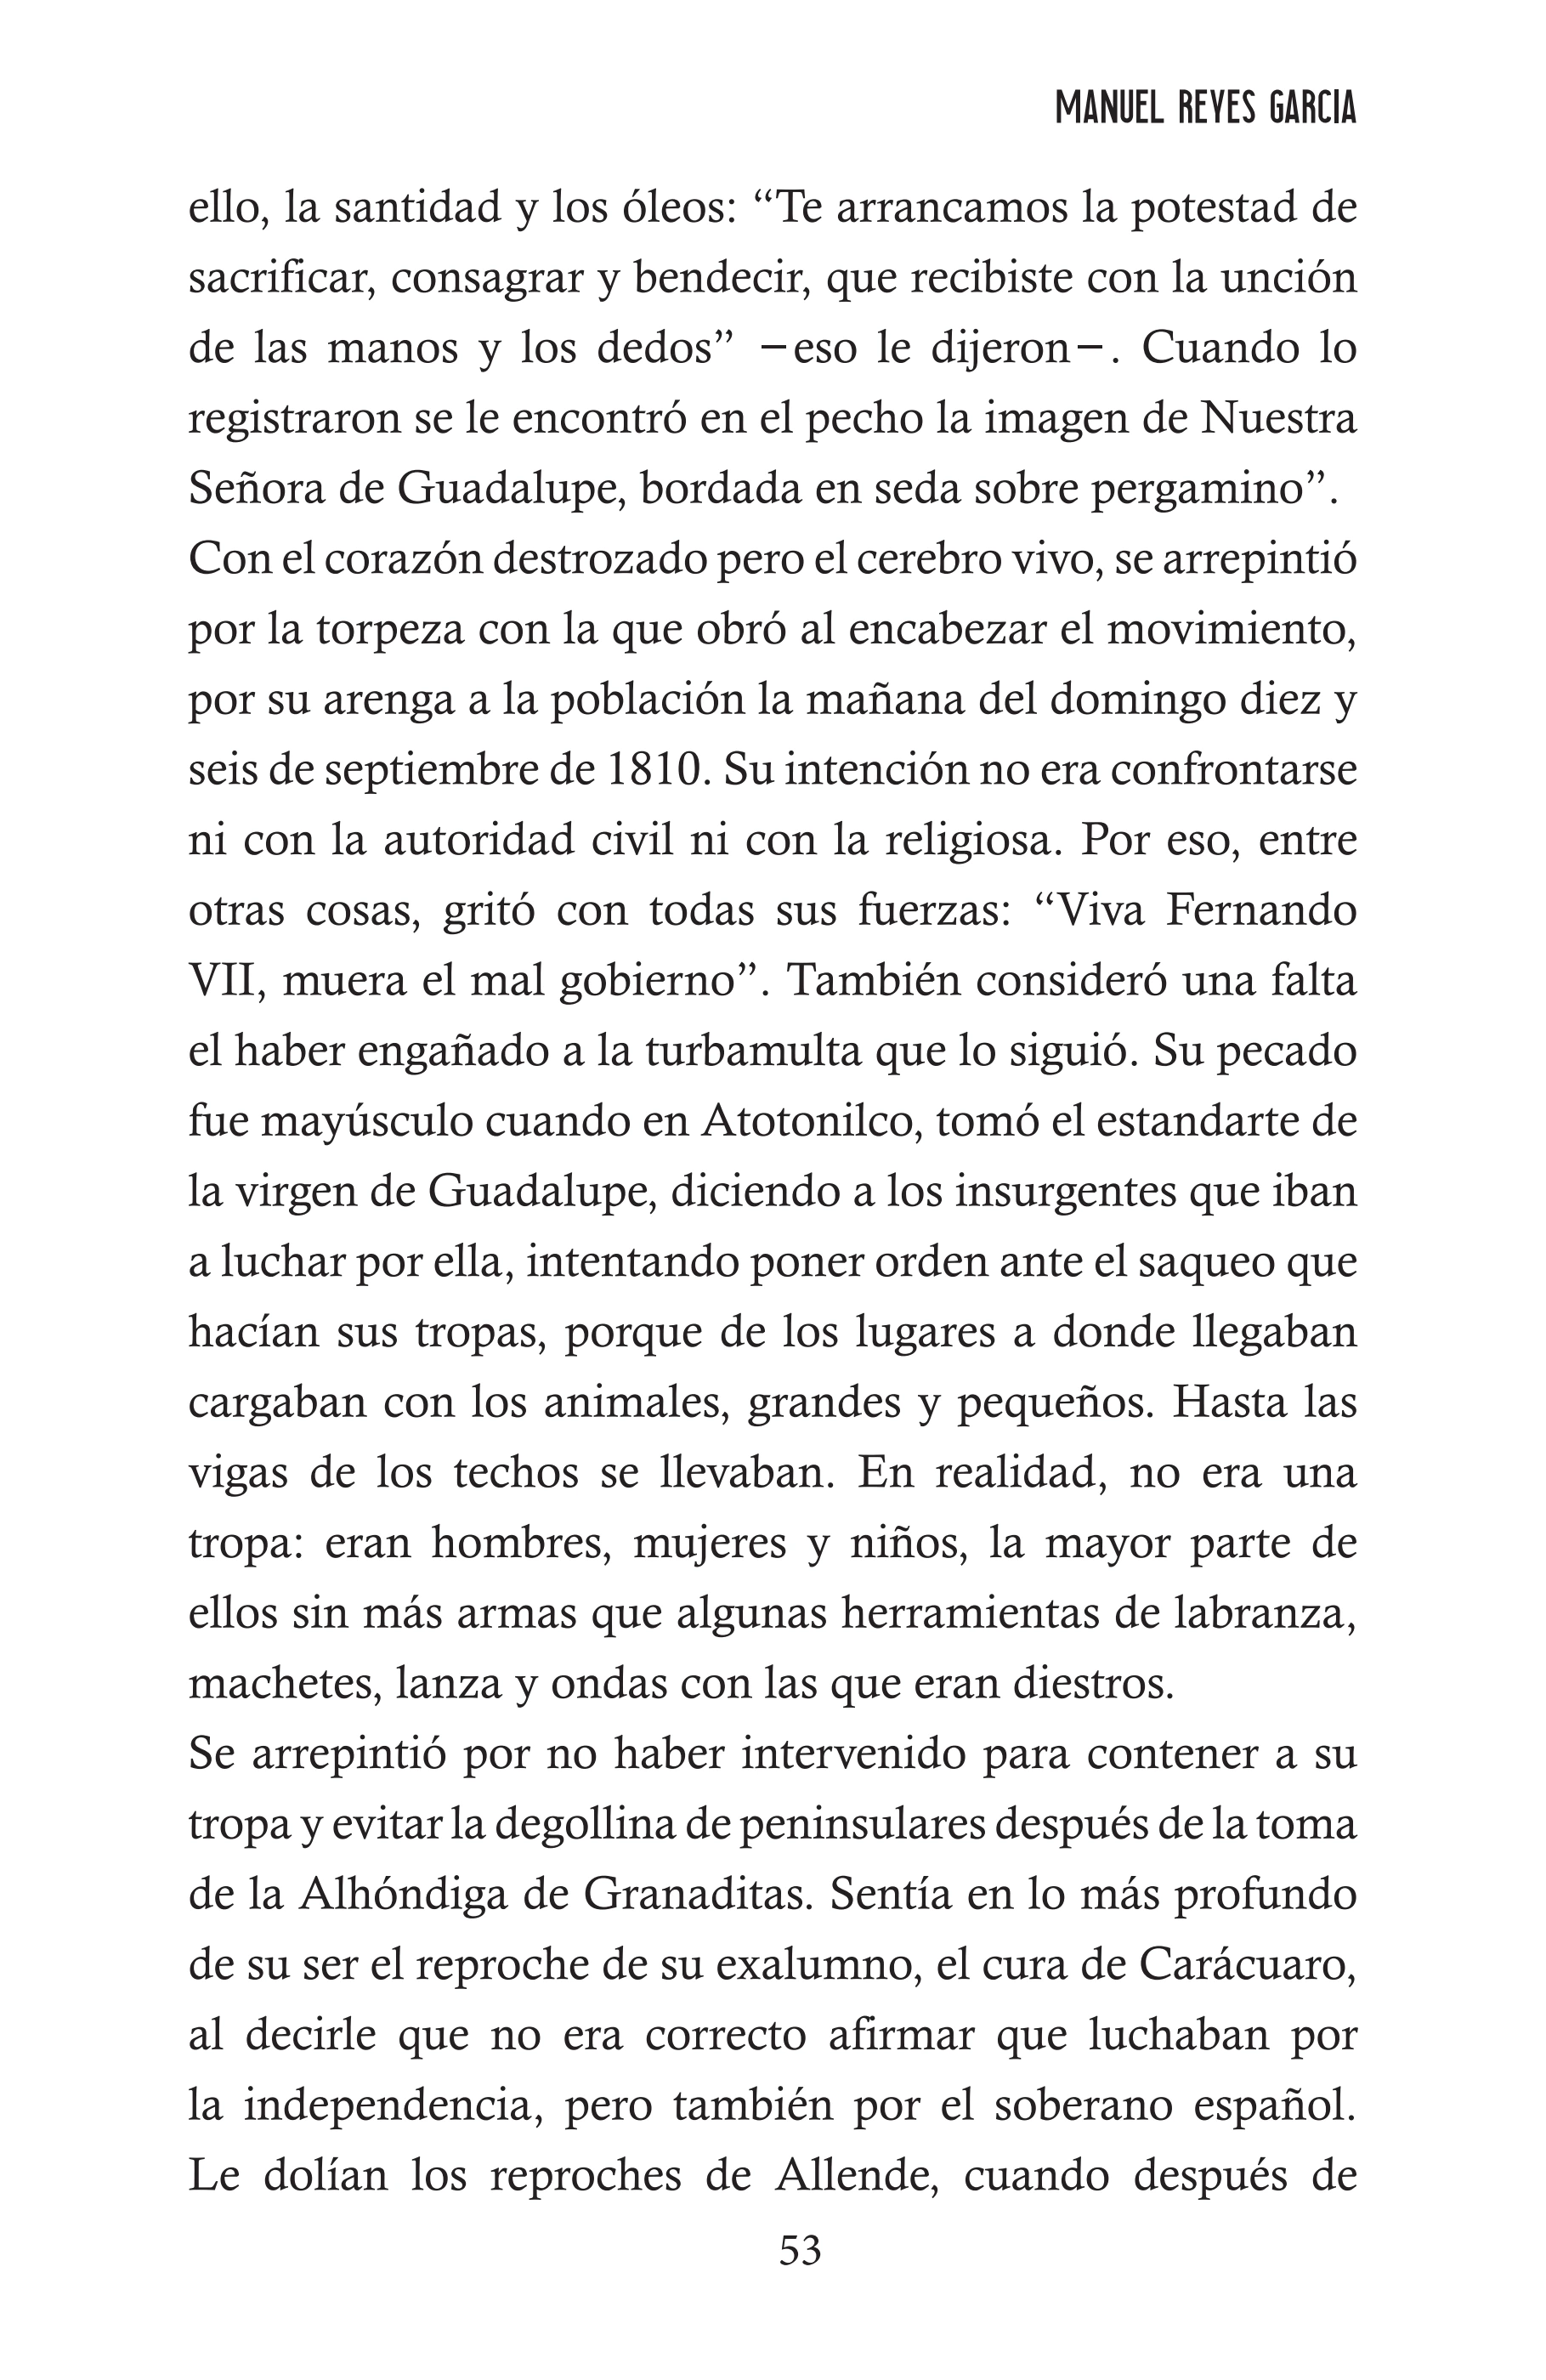 MANUEL REYES GARCIA
ello, la santidad y los óleos: “Te arrancamos la potestad de
sacrificar, consagrar y bendecir, que recibiste con la unción
de las manos y los dedos” —eso le dijeron—. Cuando lo
registraron se le encontró en el pecho la imagen de Nuestra
Señora de Guadalupe, bordada en seda sobre pergamino”.
Con el corazón destrozado pero el cerebro vivo, se arrepintió
por la torpeza con la que obró al encabezar el movimiento,
por su arenga a la población la mañana del domingo diez y
seis de septiembre de 1810. Su intención no era confrontarse
ni con la autoridad civil ni con la religiosa. Por eso, entre
otras cosas, gritó con todas sus fuerzas: “Viva Fernando
VII, muera el mal gobierno”. También consideró una falta
el haber engañado a la turbamulta que lo siguió. Su pecado
fue mayúsculo cuando en Atotonilco, tomó el estandarte de
la virgen de Guadalupe, diciendo a los insurgentes que iban
a luchar por ella, intentando poner orden ante el saqueo que
hacían sus tropas, porque de los lugares a donde llegaban
cargaban con los animales, grandes y pequeños. Hasta las
vigas de los techos se llevaban. En realidad, no era una
tropa: eran hombres, mujeres y niños, la mayor parte de
ellos sin más armas que algunas herramientas de labranza,
machetes, lanza y ondas con las que eran diestros.
Se arrepintió por no haber intervenido para contener a su
tropa y evitar la degollina de peninsulares después de la toma
de la Alhóndiga de Granaditas. Sentía en lo más profundo
de su ser el reproche de su exalumno, el cura de Carácuaro,
al decirle que no era correcto afirmar que luchaban por
la independencia, pero también por el soberano español.
Le dolían los reproches de Allende, cuando después de
53